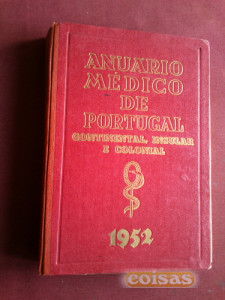 ANUARIO
MÉDICO
DE
PORTUGAL
CONTINENTAL, INSULAR
E COLONIAL
1952
coisas